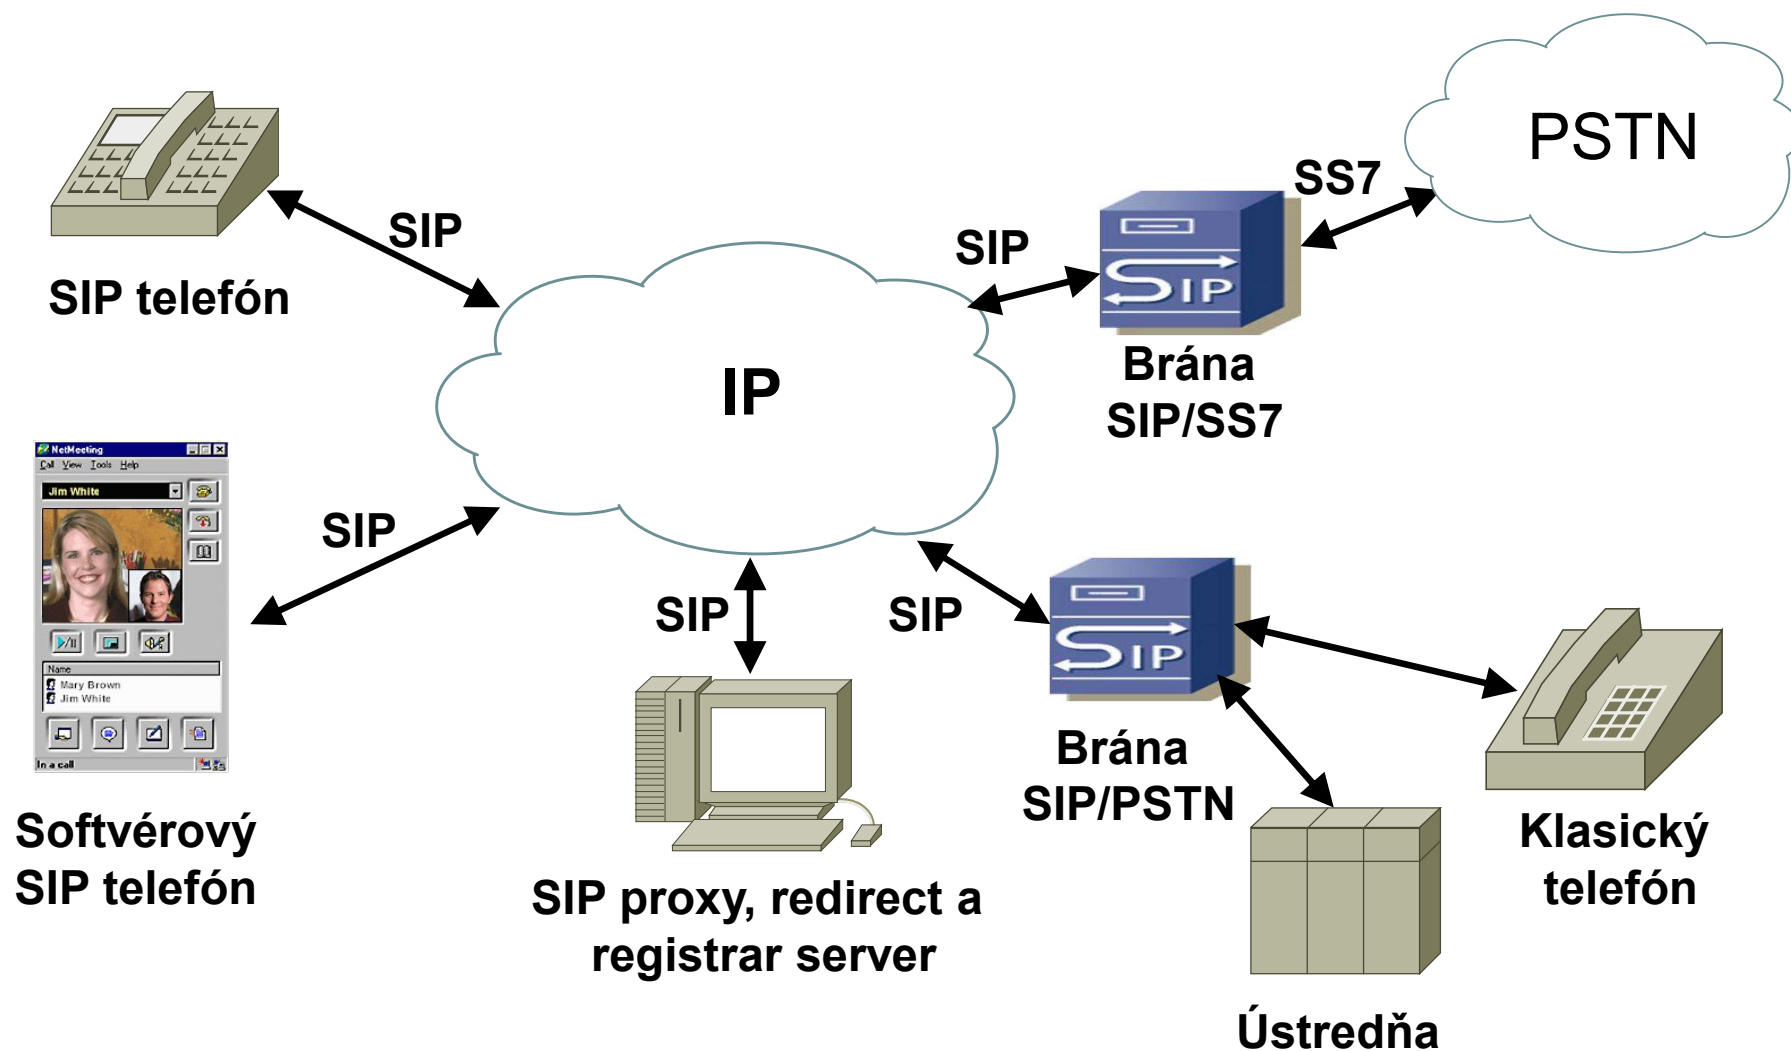 PSTN
SS7
SIP
SIP
SIP telefón
SIP
Brána
SIP/SS7
IP
NetMeeting
Call View Tools Help
Jim White
SIP
Name
Mary Brown
Jim White
In a call
Softvérový
SIP telefón
SIP
SIP proxy, redirect a
registrar server
SIP
SIP
Brána
SIP/PSTN
Klasický
telefón
Ústredňa